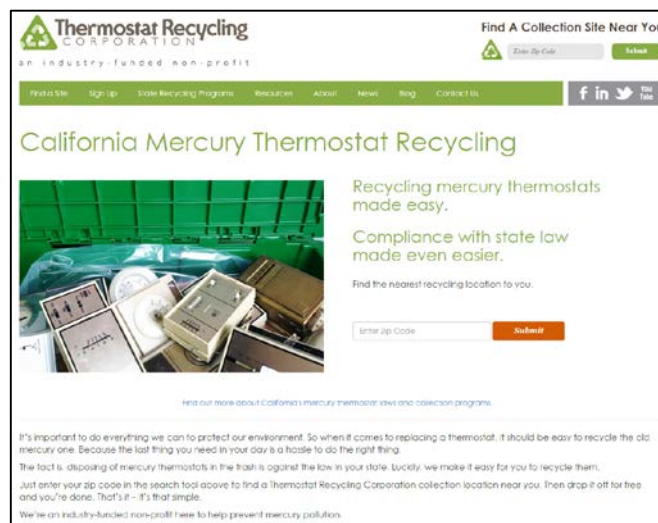 Thermostat Recycling
CORPORATION
an industry-funded non-profit
Find A Collection Site Near You
Enter Zip Code
Submit
Find a Site Sign Up State Recycling Programs Resources About News Blog Contact Us
f in You Tube
California Mercury Thermostat Recycling
Recycling mercury thermostats
made easy.
Compliance with state law
made even easier.
Find the nearest recycling location to you.
Enter Zip Code Submit
Find out more about California's mercury thermostat laws and collection programs.
It's important to do everything we can to protect our environment. So when it comes to replacing a thermostat, it should be easy to recycle the old
mercury one. Because the last thing you need in your day is a hassle to do the right thing.
The fact is, disposing of mercury thermostats in the trash is against the law in your state. Luckily, we make it easy for you to recycle them.
Just enter your zip code in the search tool above to find a Thermostat Recycling Corporation collection location near you. Then drop it off for free
and you're done. That's it – it's that simple.
We're an industry-funded non-profit here to help prevent mercury pollution.